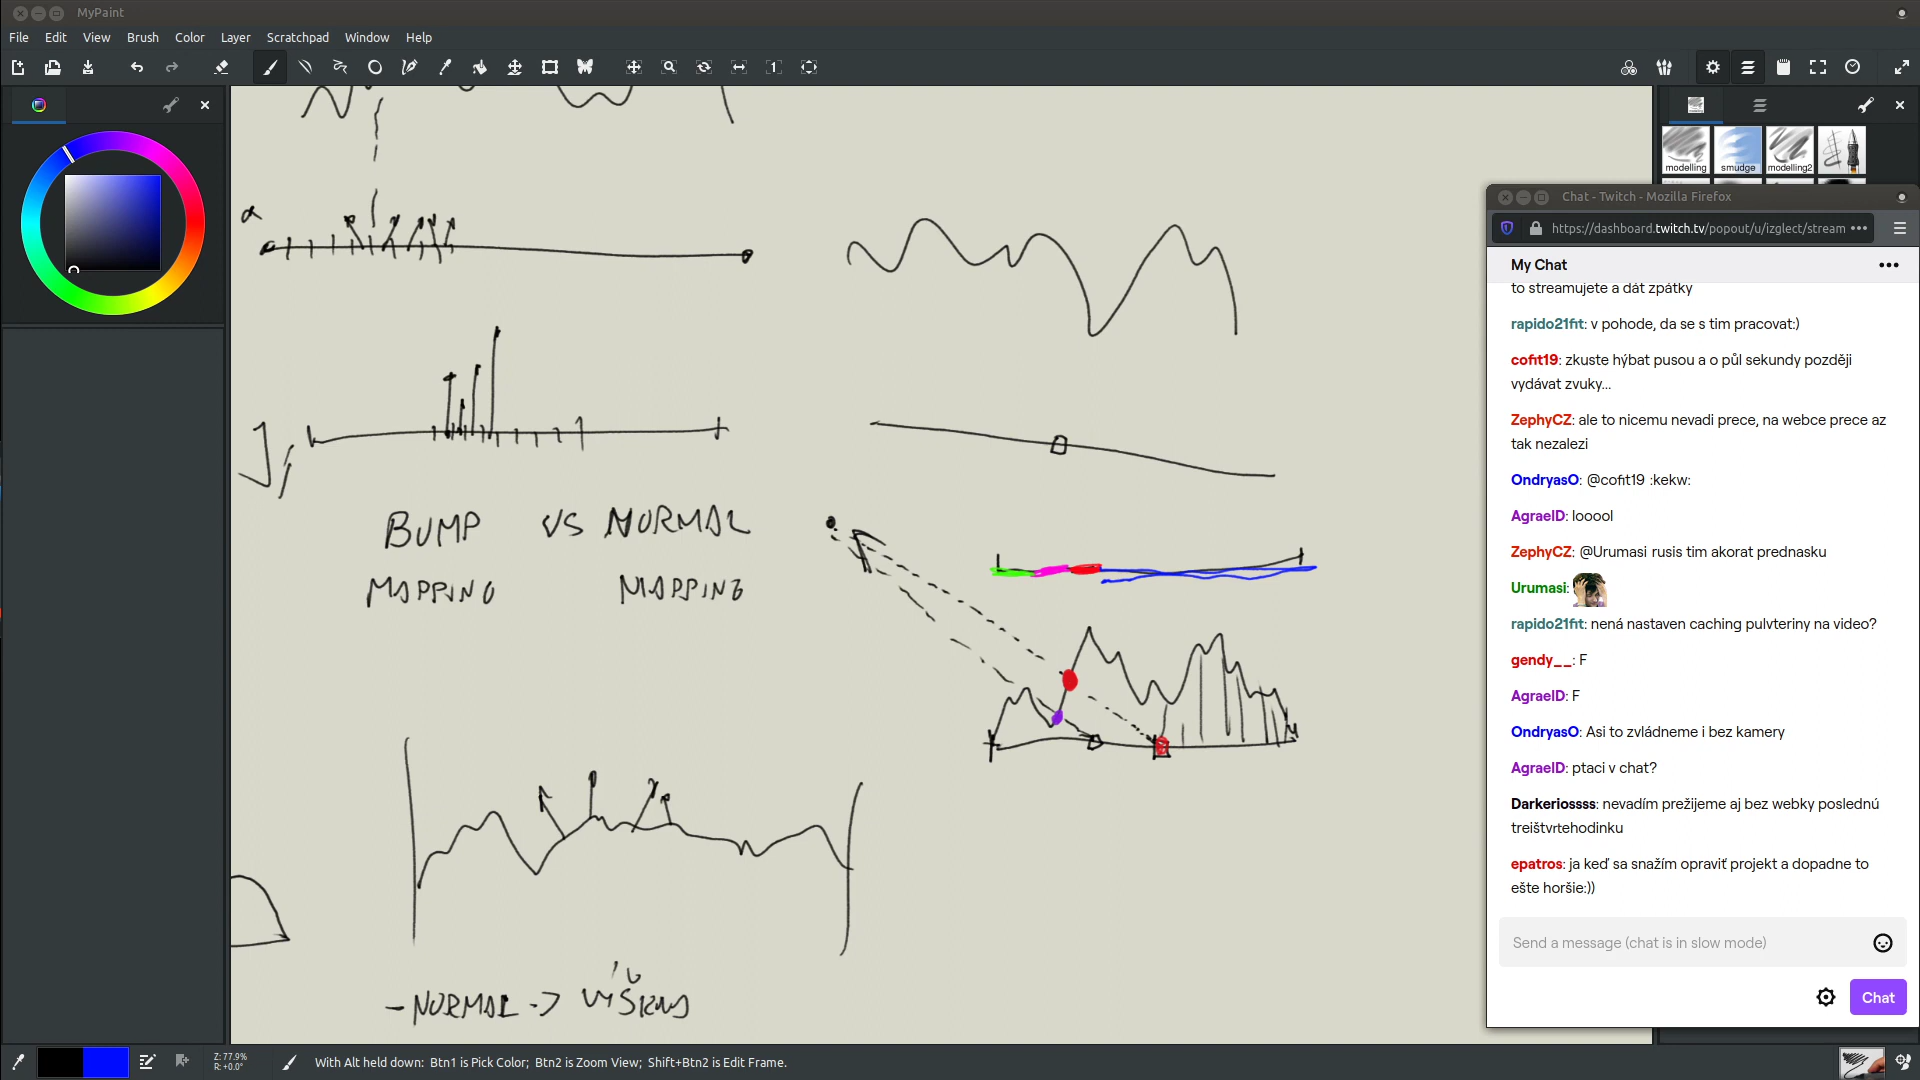 MyPaint
File Edit View Brush Color Layer Scratchpad Window Help
modelling smudge modelling2
α
BUMP VS NORMAL
MAPPING MAPPING
- NORMAL -> VÝŠKY
Chat - Twitch - Mozilla Firefox
https://dashboard.twitch.tv/popout/u/izglect/stream
My Chat
to streamujete a dát zpátky
rapido21fit: v pohode, da se s tim pracovat:)
cofit19: zkuste hýbat pusou a o půl sekundy později
vydávat zvuky...
ZephyCZ: ale to nicemu nevadi prece, na webce prece az
tak nezalezi
OndryasO: @cofit19 :kekw:
AgraelD: looool
ZephyCZ: @Urumasi rusis tim akorat prednasku
Urumasi:
rapido21fit: nená nastaven caching pulvteriny na video?
gendy__: F
AgraelD: F
OndryasO: Asi to zvládneme i bez kamery
AgraelD: ptaci v chat?
Darkeriossss: nevadím prežijeme aj bez webky poslednú
treištvrtehodinku
epatros: ja keď sa snažím opraviť projekt a dopadne to
ešte horšie:))
Send a message (chat is in slow mode)
Chat
Z: 77.9%
R: +0.0°
With Alt held down: Btn1 is Pick Color; Btn2 is Zoom View; Shift+Btn2 is Edit Frame.